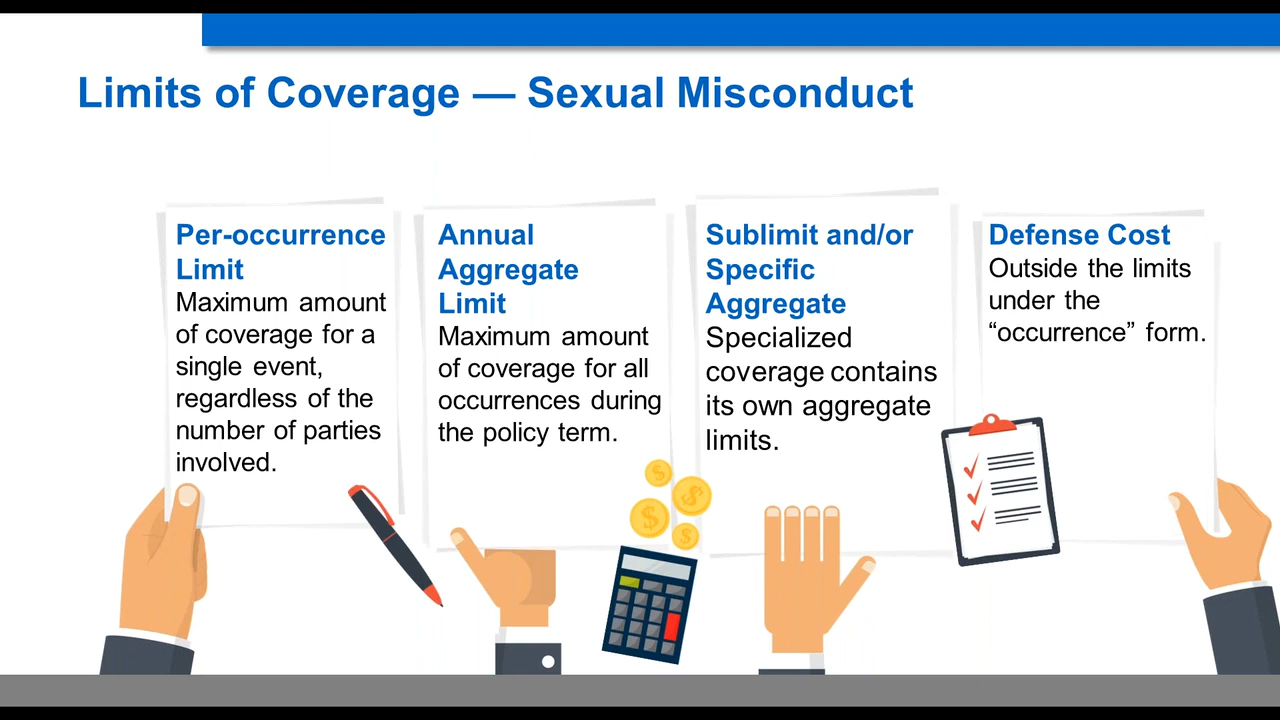 Limits of Coverage — Sexual Misconduct
Per-occurrence
Limit
Maximum amount
of coverage for a
single event,
regardless of the
number of parties
involved.
Annual
Aggregate
Limit
Maximum amount
of coverage for all
occurrences during
the policy term.
Sublimit and/or
Specific
Aggregate
Specialized
coverage contains
its own aggregate
limits.
Defense Cost
Outside the limits
under the
“occurrence” form.
$
$
$
$